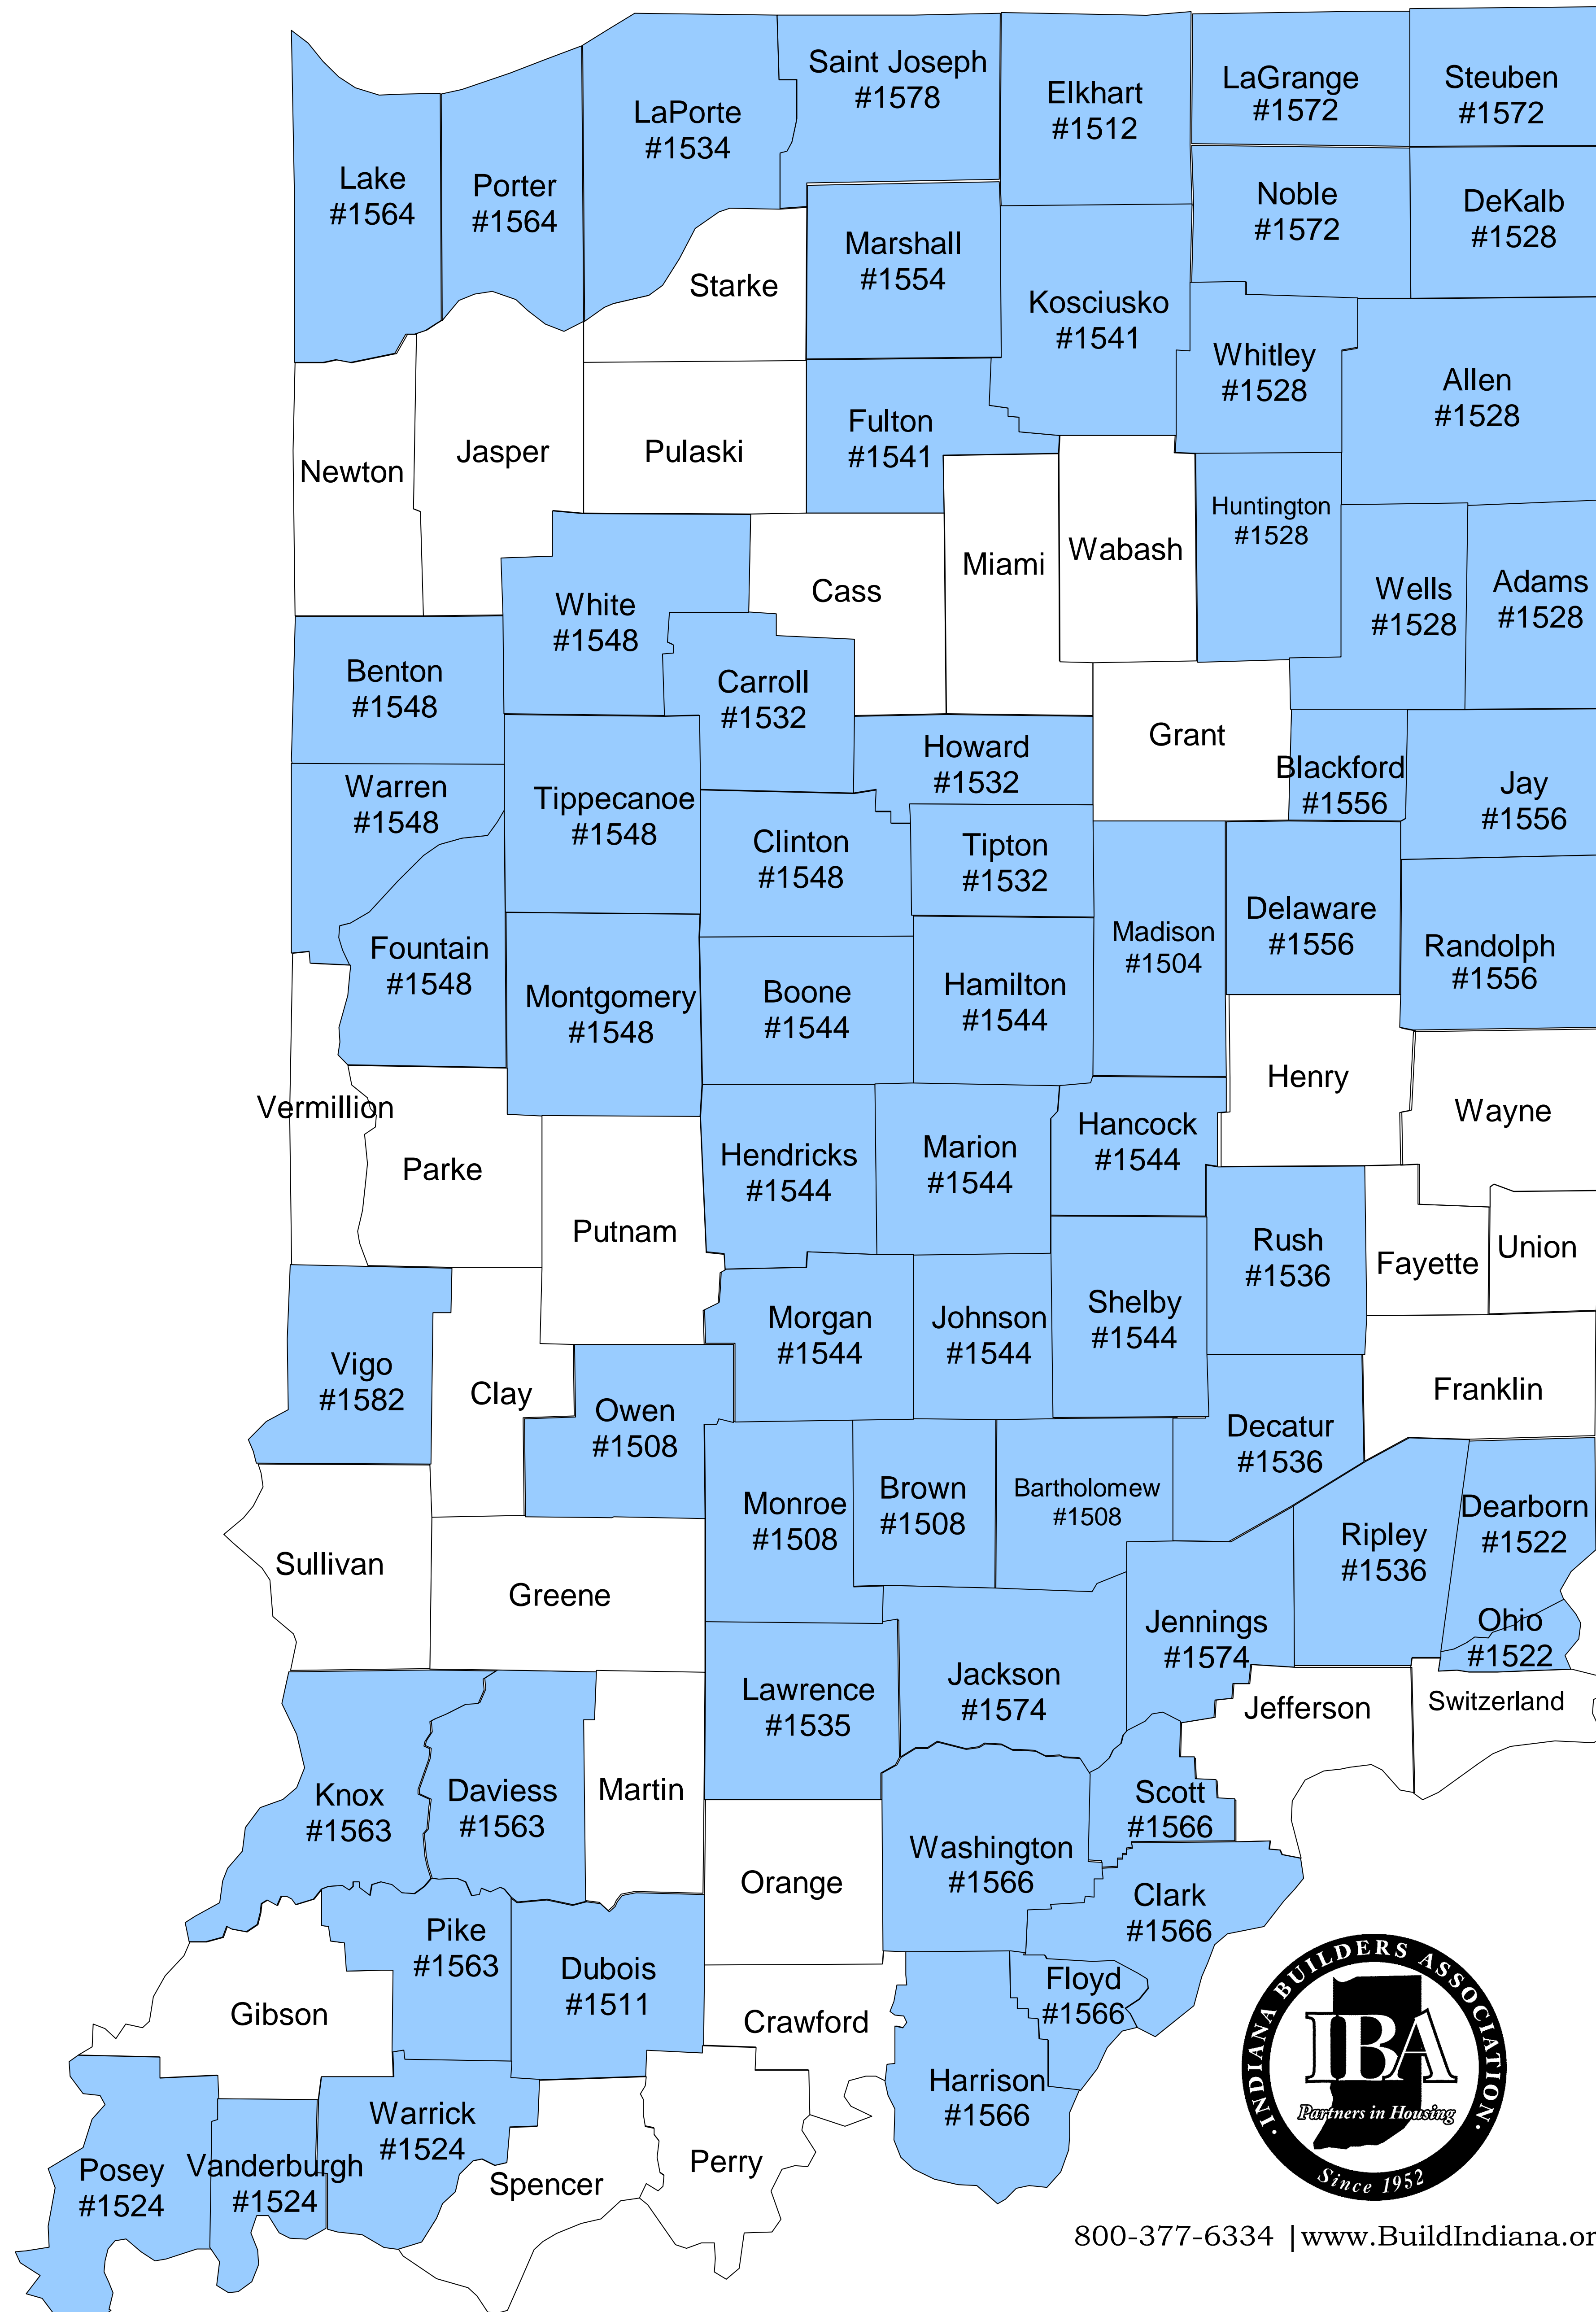 Saint Joseph
#1578
Elkhart
#1512
LaGrange
#1572
Steuben
#1572
LaPorte
#1534
Lake
#1564
Porter
#1564
Noble
#1572
DeKalb
#1528
Marshall
#1554
Starke
Kosciusko
#1541
Whitley
#1528
Allen
#1528
Newton
Jasper
Pulaski
Fulton
#1541
Huntington
#1528
Miami
Wabash
Cass
Wells
#1528
Adams
#1528
White
#1548
Benton
#1548
Carroll
#1532
Grant
Howard
#1532
Blackford
#1556
Jay
#1556
Warren
#1548
Tippecanoe
#1548
Clinton
#1548
Tipton
#1532
Madison
#1504
Delaware
#1556
Randolph
#1556
Fountain
#1548
Montgomery
#1548
Boone
#1544
Hamilton
#1544
Henry
Wayne
Vermillion
Parke
Putnam
Hendricks
#1544
Marion
#1544
Hancock
#1544
Rush
#1536
Fayette
Union
Morgan
#1544
Johnson
#1544
Shelby
#1544
Vigo
#1582
Clay
Owen
#1508
Franklin
Decatur
#1536
Monroe
#1508
Brown
#1508
Bartholomew
#1508
Ripley
#1536
Dearborn
#1522
Sullivan
Greene
Jennings
#1574
Ohio
#1522
Lawrence
#1535
Jackson
#1574
Jefferson
Switzerland
Knox
#1563
Daviess
#1563
Martin
Scott
#1566
Washington
#1566
Orange
Clark
#1566
Pike
#1563
Dubois
#1511
Floyd
#1566
Gibson
Crawford
Harrison
#1566
Warrick
#1524
Posey
#1524
Vanderburgh
#1524
Spencer
Perry
· INDIANA BUILDERS ASSOCIATION ·
IBA
Partners in Housing
Since 1952
800-377-6334 |www.BuildIndiana.or